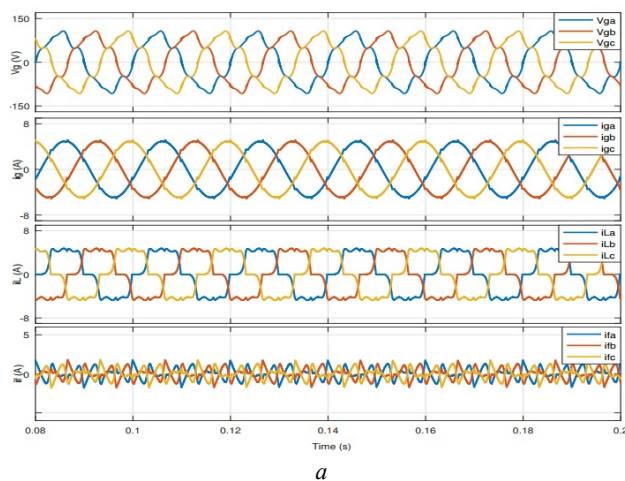 150
Vg (V)
0
-150
Vga
Vgb
Vgc
8
ig (A)
0
-8
iga
igb
igc
8
iL (A)
0
-8
iLa
iLb
iLc
5
if (A)
0
ifa
ifb
ifc
0.08 0.1 0.12 0.14 0.16 0.18 0.2
Time (s)
a